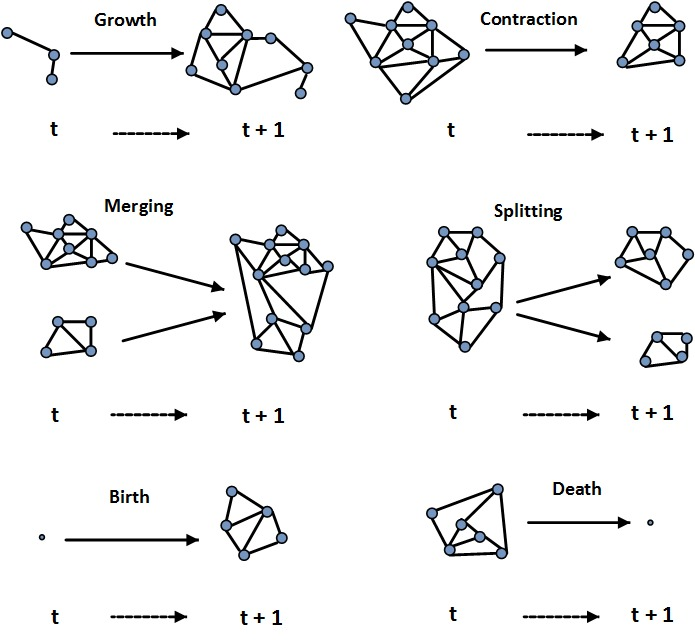 Growth
Contraction
t
t + 1
t
t + 1
Merging
Splitting
t
t + 1
t
t + 1
Birth
Death
t
t + 1
t
t + 1